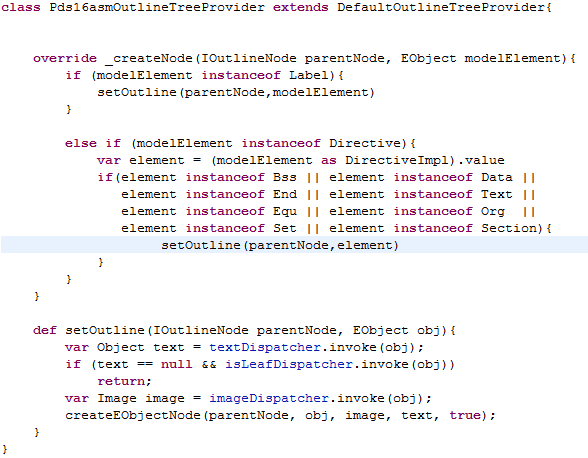 class Pds16asmOutlineTreeProvider extends DefaultOutlineTreeProvider{
override _createNode(IOutlineNode parentNode, EObject modelElement){
if (modelElement instanceof Label){
setOutline(parentNode,modelElement)
}
else if (modelElement instanceof Directive){
var element = (modelElement as DirectiveImpl).value
if(element instanceof Bss || element instanceof Data ||
element instanceof End || element instanceof Text ||
element instanceof Equ || element instanceof Org ||
element instanceof Set || element instanceof Section){
setOutline(parentNode,element)
}
}
}
def setOutline(IOutlineNode parentNode, EObject obj){
var Object text = textDispatcher.invoke(obj);
if (text == null && isLeafDispatcher.invoke(obj))
return;
var Image image = imageDispatcher.invoke(obj);
createEObjectNode(parentNode, obj, image, text, true);
}
}